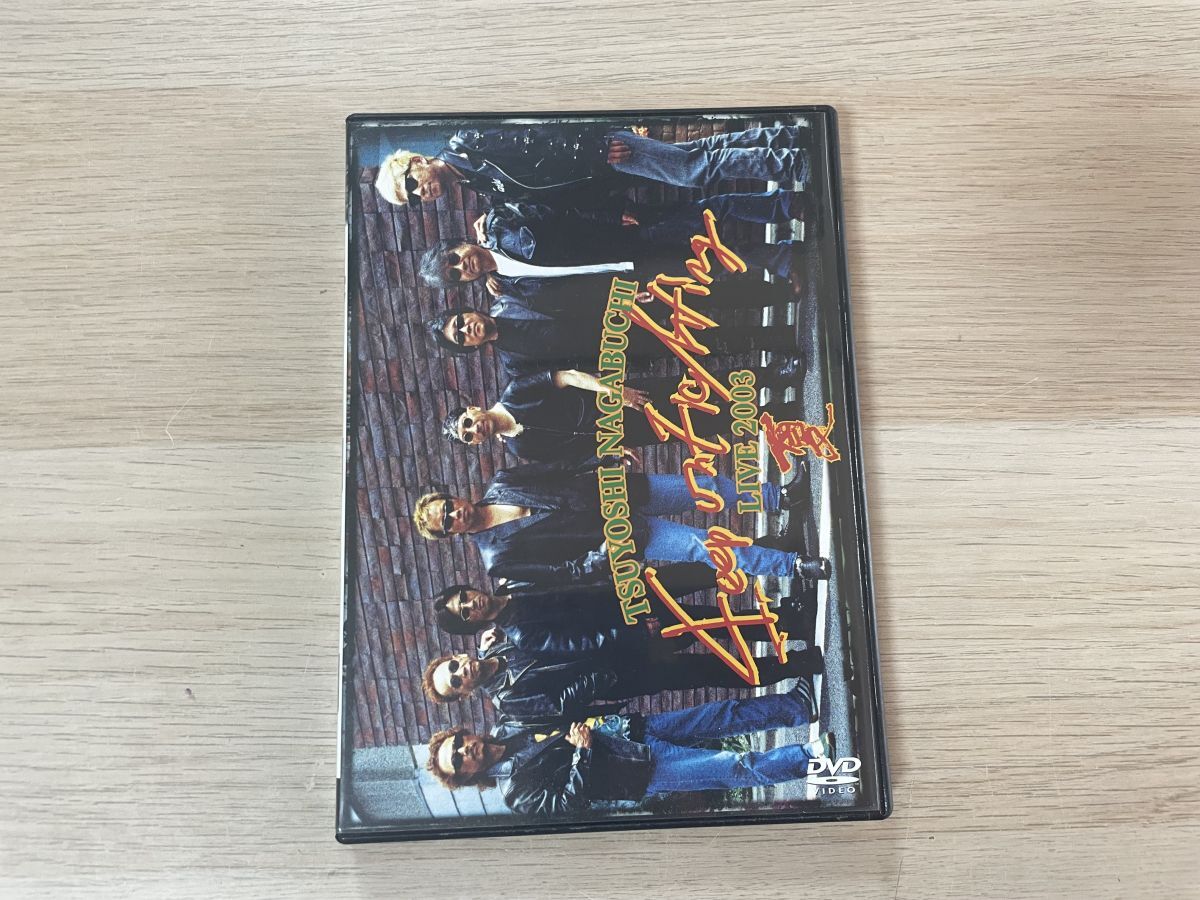 TSUYOSHI NAGABUCHI
Keep on Fighting
LIVE 2003
夏
DVD
VIDEO